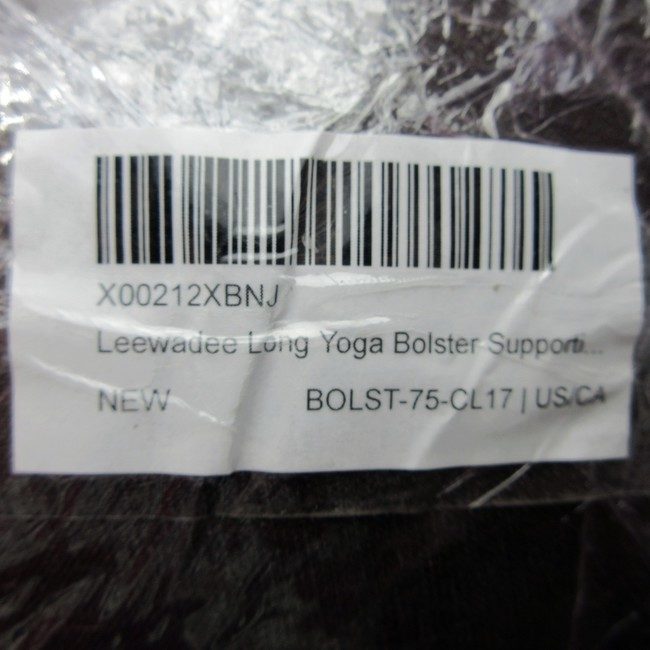 X00212XBNJ
Leewadee Long Yoga Bolster Supporti...
NEW
BOLST-75-CL17 | US/CA